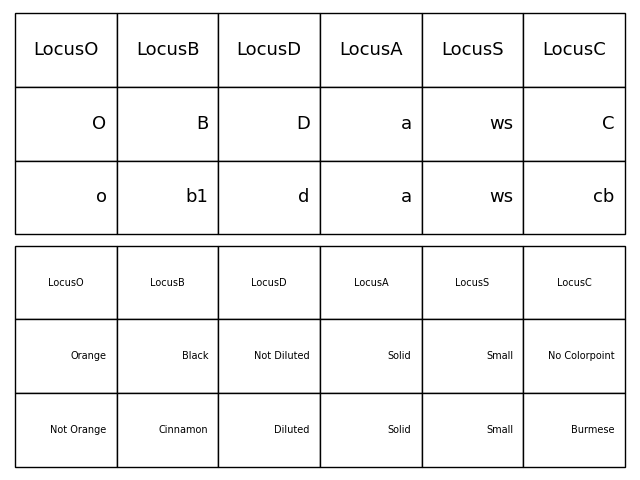 LocusO LocusB LocusD LocusA LocusS LocusC
O B D a ws C
o b1 d a ws cb
LocusO LocusB LocusD LocusA LocusS LocusC
Orange Black Not Diluted Solid Small No Colorpoint
Not Orange Cinnamon Diluted Solid Small Burmese